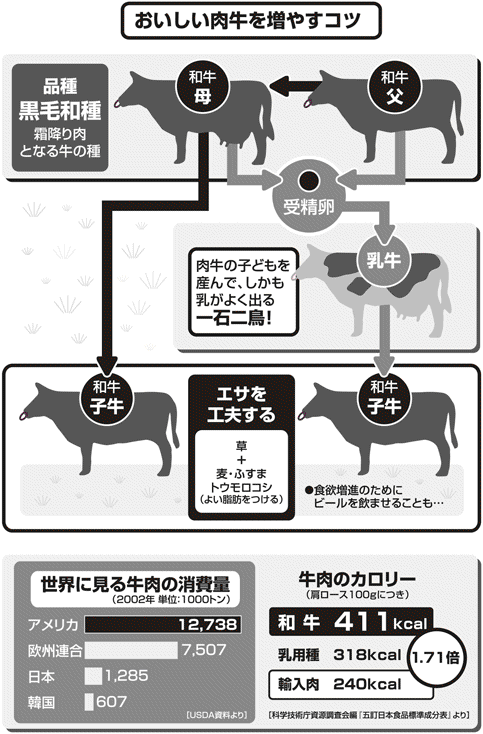 おいしい肉牛を増やすコツ
品種
黒毛和種
霜降り肉
となる牛の種
和牛
母
和牛
父
受精卵
乳牛
肉牛の子どもを
産んで、しかも
乳がよく出る
一石二鳥!
和牛
子牛
エサを
工夫する
草
+
麦・ふすま
トウモロコシ
(よい脂肪をつける)
和牛
子牛
●食欲増進のために
ビールを飲ませることも…
世界に見る牛肉の消費量
(2002年 単位:1000トン)
アメリカ 12,738
欧州連合 7,507
日本 1,285
韓国 607
[USDA資料より]
牛肉のカロリー
(肩ロース100gにつき)
和牛 411kcal
乳用種 318kcal
輸入肉 240kcal
1.71倍
[科学技術庁資源調査会編『五訂日本食品標準成分表』より]